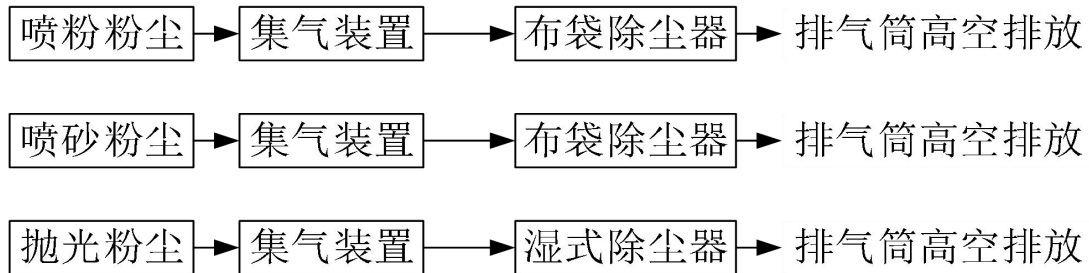 喷粉粉尘 集气装置 布袋除尘器 排气筒高空排放
喷砂粉尘 集气装置 布袋除尘器 排气筒高空排放
抛光粉尘 集气装置 湿式除尘器 排气筒高空排放